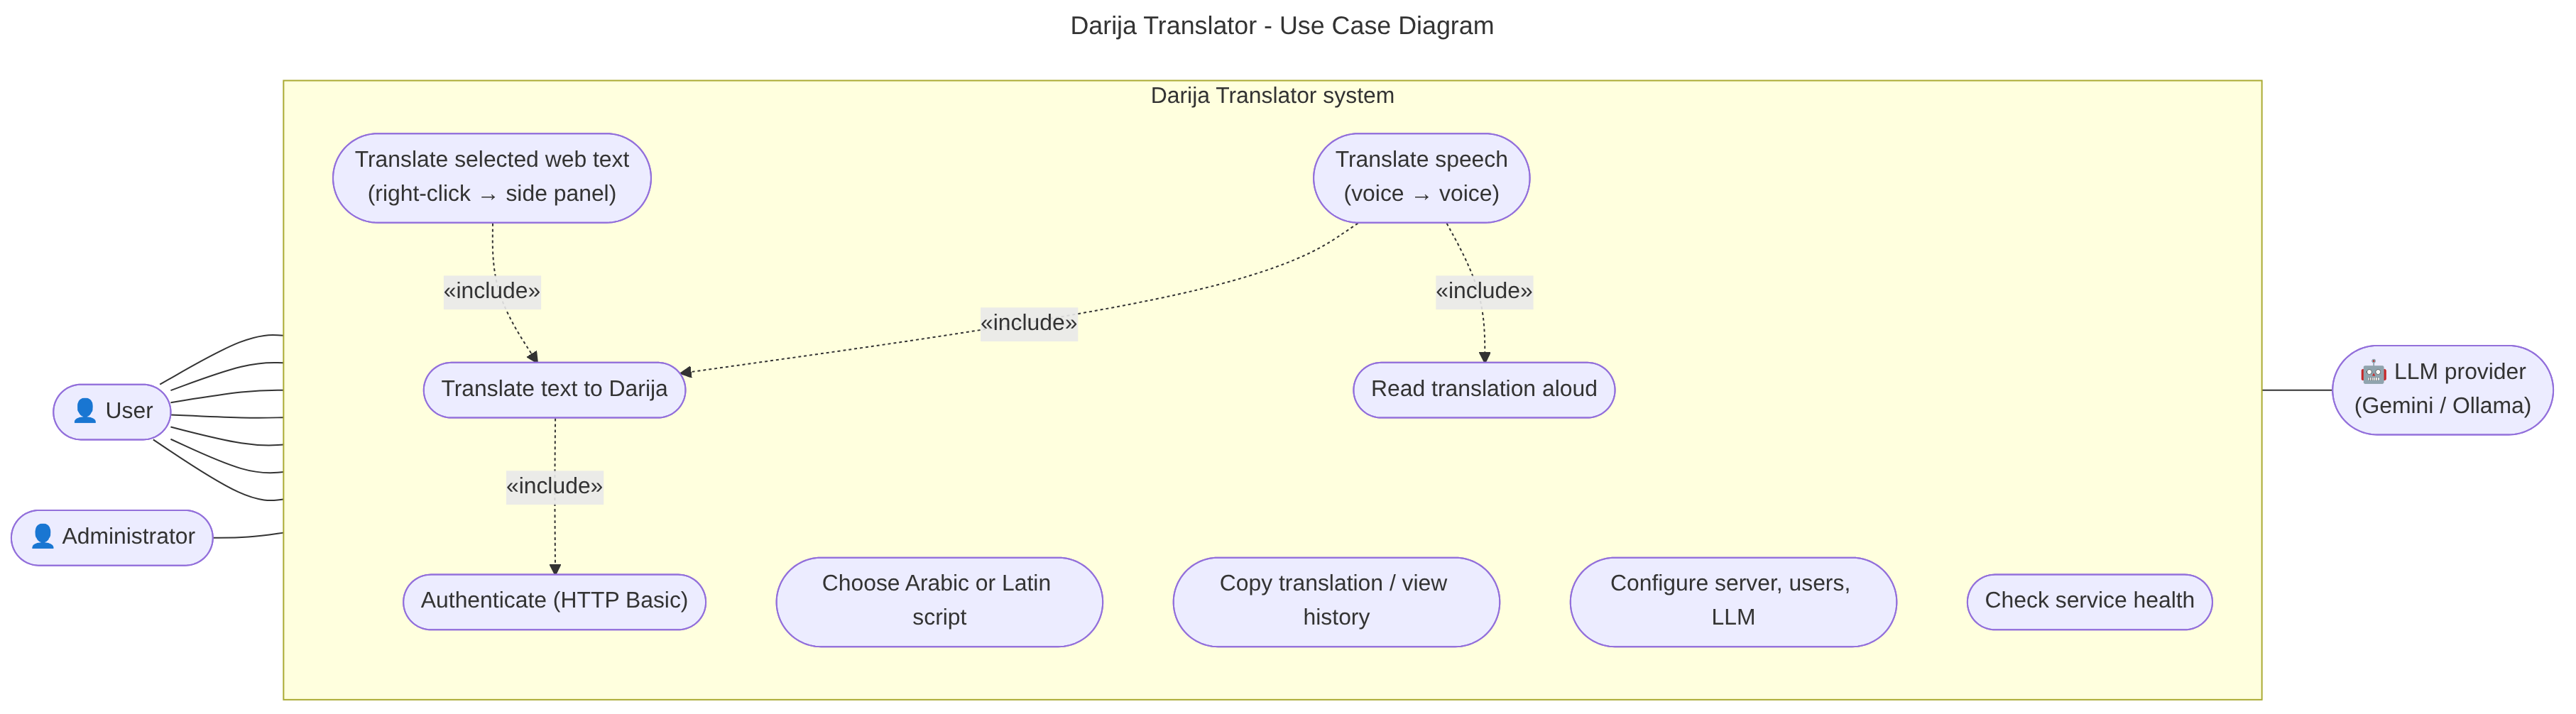 Darija Translator - Use Case Diagram
Darija Translator system
Translate selected web text
(right-click → side panel)
Translate speech
(voice → voice)
«include»
«include»
«include»
👤 User
Translate text to Darija
Read translation aloud
🤖 LLM provider
(Gemini / Ollama)
«include»
👤 Administrator
Authenticate (HTTP Basic)
Choose Arabic or Latin
script
Copy translation / view
history
Configure server, users,
LLM
Check service health